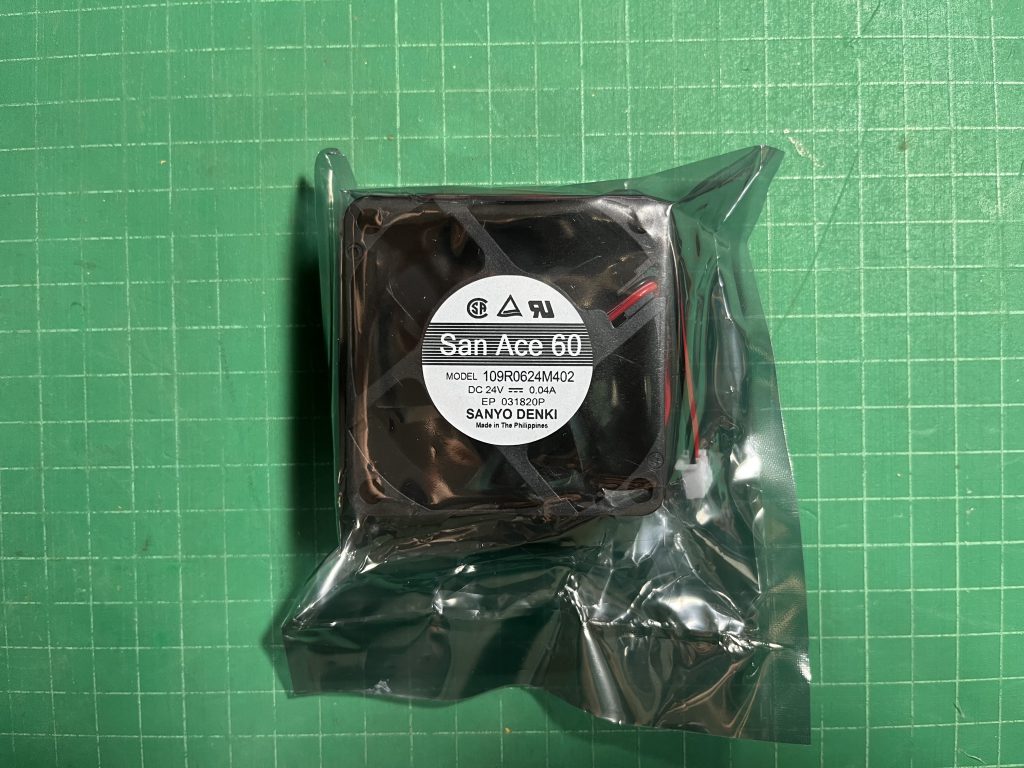 San Ace 60
MODEL 109R0624M402
DC 24V ⎓ 0.04A
EP 031820P
SANYO DENKI
Made in The Philippines